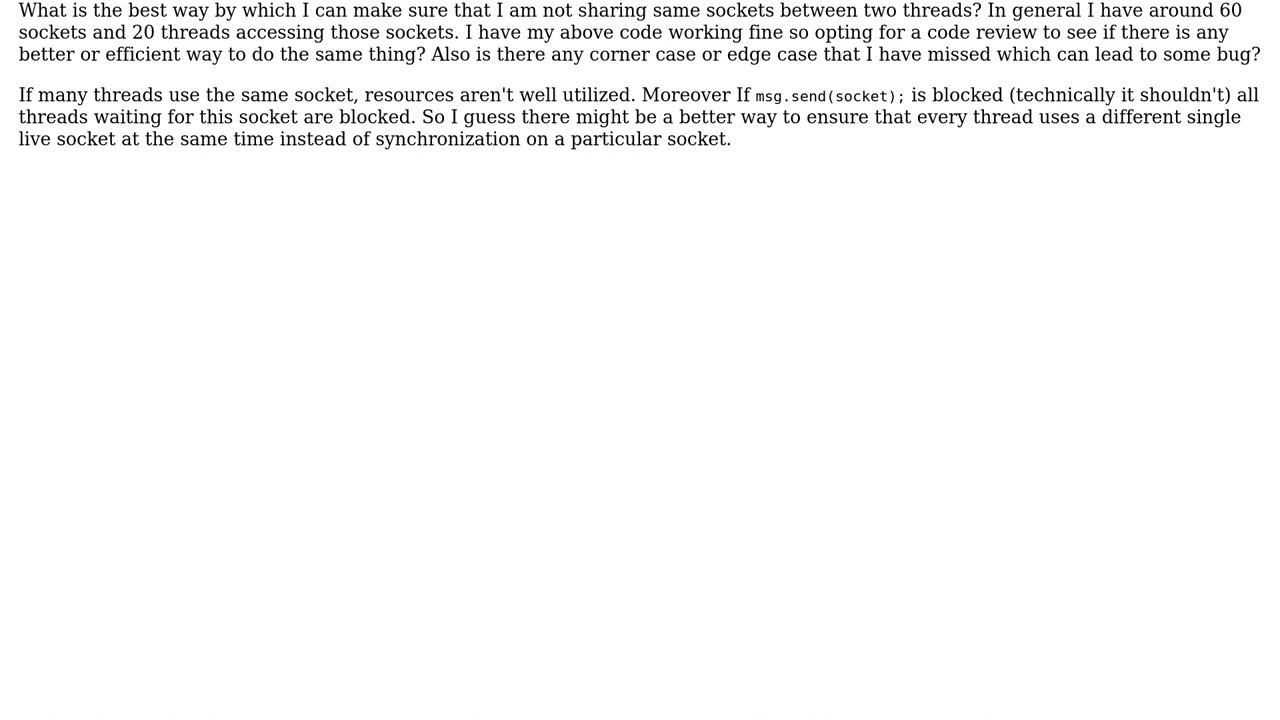 What is the best way by which I can make sure that I am not sharing same sockets between two threads? In general I have around 60
sockets and 20 threads accessing those sockets. I have my above code working fine so opting for a code review to see if there is any
better or efficient way to do the same thing? Also is there any corner case or edge case that I have missed which can lead to some bug?
If many threads use the same socket, resources aren't well utilized. Moreover If msg.send(socket); is blocked (technically it shouldn't) all
threads waiting for this socket are blocked. So I guess there might be a better way to ensure that every thread uses a different single
live socket at the same time instead of synchronization on a particular socket.